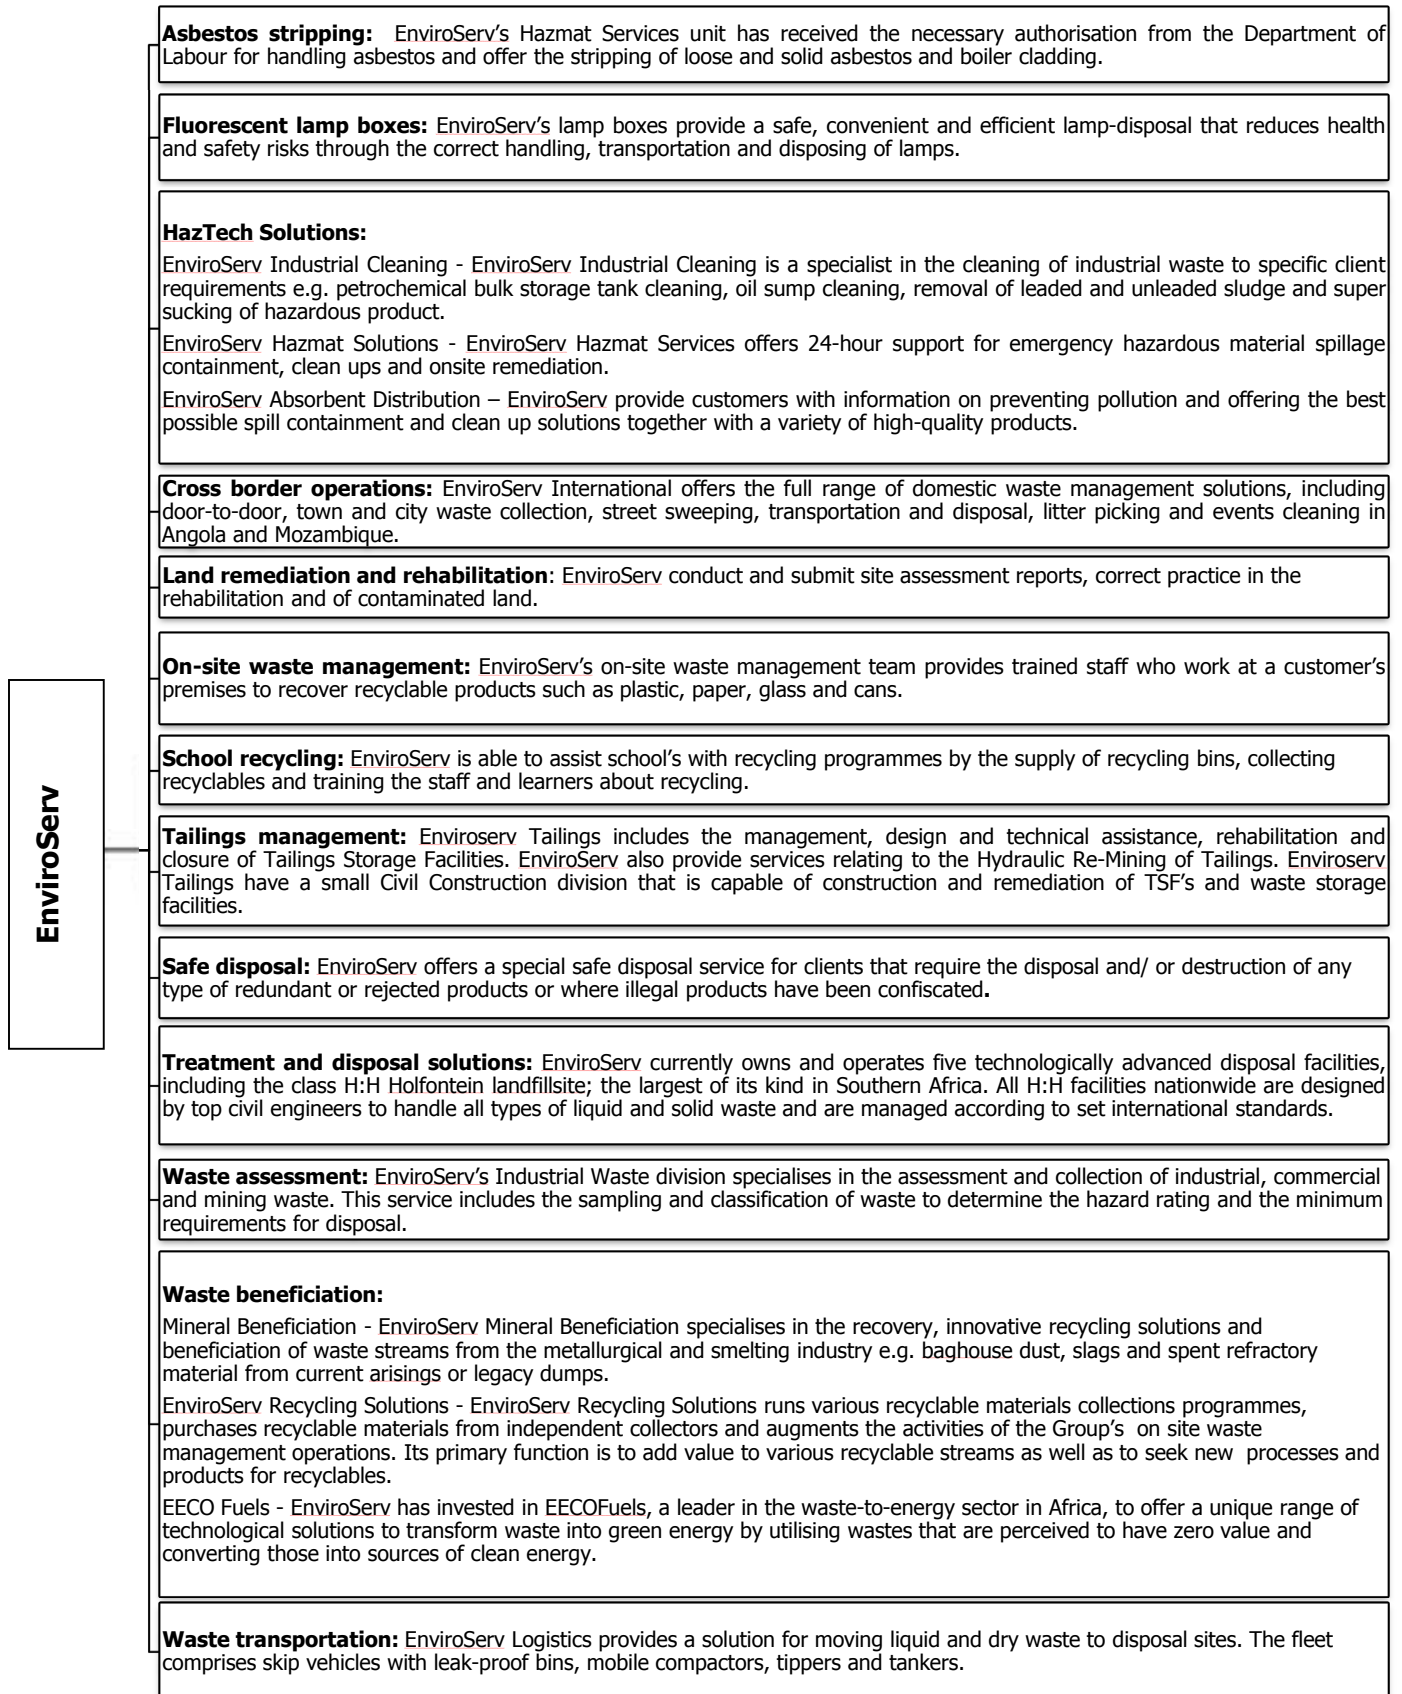 Asbestos stripping: EnviroServ's Hazmat Services unit has received the necessary authorisation from the Department of
Labour for handling asbestos and offer the stripping of loose and solid asbestos and boiler cladding.
Fluorescent lamp boxes: EnviroServ's lamp boxes provide a safe, convenient and efficient lamp-disposal that reduces health
and safety risks through the correct handling, transportation and disposing of lamps.
HazTech Solutions:
EnviroServ Industrial Cleaning - EnviroServ Industrial Cleaning is a specialist in the cleaning of industrial waste to specific client
requirements e.g. petrochemical bulk storage tank cleaning, oil sump cleaning, removal of leaded and unleaded sludge and super
sucking of hazardous product.
EnviroServ Hazmat Solutions - EnviroServ Hazmat Services offers 24-hour support for emergency hazardous material spillage
containment, clean ups and onsite remediation.
EnviroServ Absorbent Distribution – EnviroServ provide customers with information on preventing pollution and offering the best
possible spill containment and clean up solutions together with a variety of high-quality products.
Cross border operations: EnviroServ International offers the full range of domestic waste management solutions, including
door-to-door, town and city waste collection, street sweeping, transportation and disposal, litter picking and events cleaning in
Angola and Mozambique.
Land remediation and rehabilitation: EnviroServ conduct and submit site assessment reports, correct practice in the
rehabilitation and of contaminated land.
On-site waste management: EnviroServ's on-site waste management team provides trained staff who work at a customer's
premises to recover recyclable products such as plastic, paper, glass and cans.
School recycling: EnviroServ is able to assist school's with recycling programmes by the supply of recycling bins, collecting
recyclables and training the staff and learners about recycling.
EnviroServ
Tailings management: Enviroserv Tailings includes the management, design and technical assistance, rehabilitation and
closure of Tailings Storage Facilities. EnviroServ also provide services relating to the Hydraulic Re-Mining of Tailings. Enviroserv
Tailings have a small Civil Construction division that is capable of construction and remediation of TSF's and waste storage
facilities.
Safe disposal: EnviroServ offers a special safe disposal service for clients that require the disposal and/ or destruction of any
type of redundant or rejected products or where illegal products have been confiscated.
Treatment and disposal solutions: EnviroServ currently owns and operates five technologically advanced disposal facilities,
including the class H:H Holfontein landfillsite; the largest of its kind in Southern Africa. All H:H facilities nationwide are designed
by top civil engineers to handle all types of liquid and solid waste and are managed according to set international standards.
Waste assessment: EnviroServ's Industrial Waste division specialises in the assessment and collection of industrial, commercial
and mining waste. This service includes the sampling and classification of waste to determine the hazard rating and the minimum
requirements for disposal.
Waste beneficiation:
Mineral Beneficiation - EnviroServ Mineral Beneficiation specialises in the recovery, innovative recycling solutions and
beneficiation of waste streams from the metallurgical and smelting industry e.g. baghouse dust, slags and spent refractory
material from current arisings or legacy dumps.
EnviroServ Recycling Solutions - EnviroServ Recycling Solutions runs various recyclable materials collections programmes,
purchases recyclable materials from independent collectors and augments the activities of the Group's on site waste
management operations. Its primary function is to add value to various recyclable streams as well as to seek new processes and
products for recyclables.
EECO Fuels - EnviroServ has invested in EECOFuels, a leader in the waste-to-energy sector in Africa, to offer a unique range of
technological solutions to transform waste into green energy by utilising wastes that are perceived to have zero value and
converting those into sources of clean energy.
Waste transportation: EnviroServ Logistics provides a solution for moving liquid and dry waste to disposal sites. The fleet
comprises skip vehicles with leak-proof bins, mobile compactors, tippers and tankers.